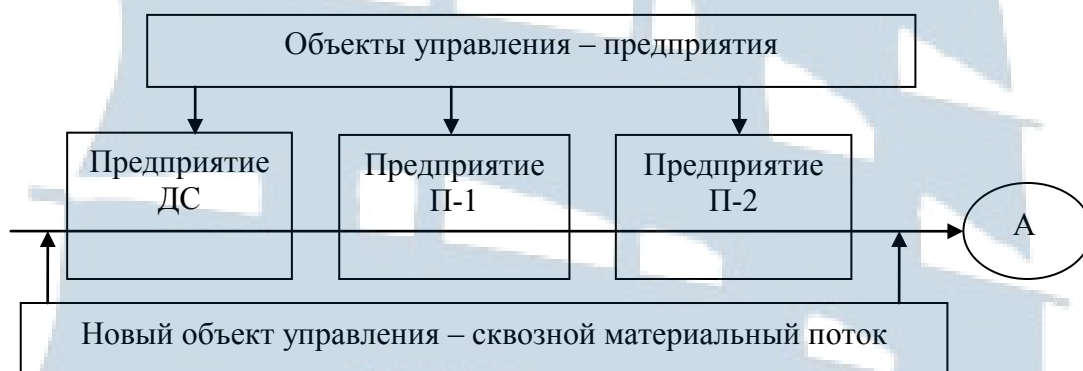 Объекты управления – предприятия
Предприятие
ДС
Предприятие
П-1
Предприятие
П-2
А
Новый объект управления – сквозной материальный поток